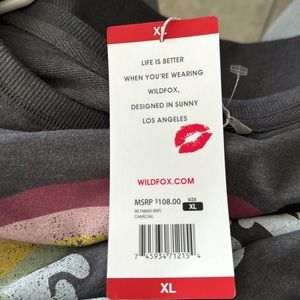 XL
LIFE IS BETTER
WHEN YOU'RE WEARING
WILDFOX,
DESIGNED IN SUNNY
LOS ANGELES
WILDFOX.COM
MSRP $108.00
SIZE
XL
CHARCOAL
7 45934 71215 4
XL